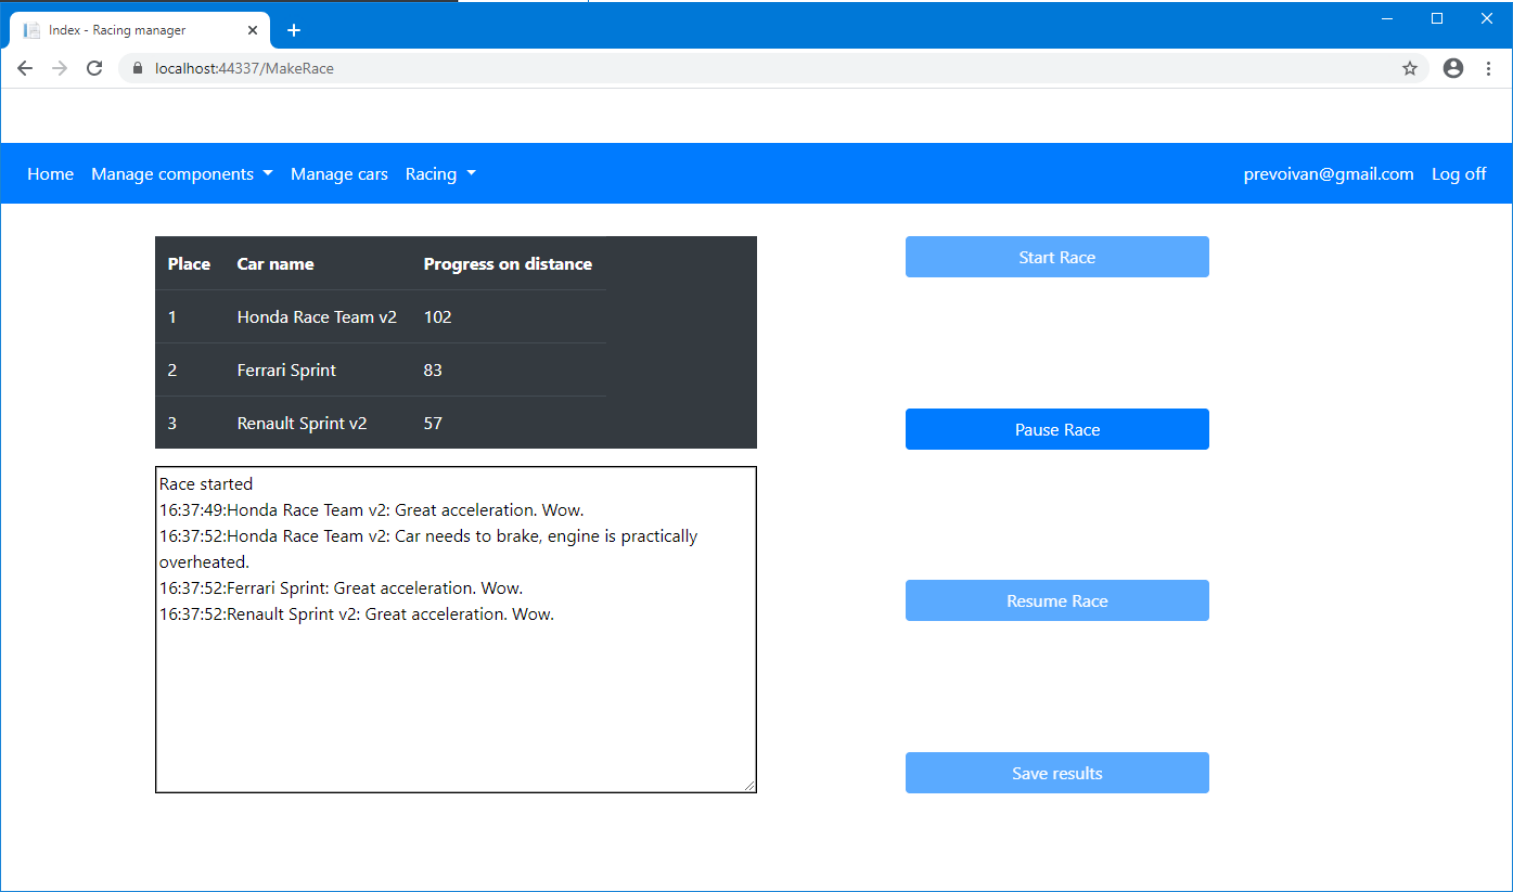 Index - Racing manager
localhost:44337/MakeRace
Home Manage components Manage cars Racing prevoivan@gmail.com Log off
Place Car name Progress on distance
1 Honda Race Team v2 102
2 Ferrari Sprint 83
3 Renault Sprint v2 57
Race started
16:37:49:Honda Race Team v2: Great acceleration. Wow.
16:37:52:Honda Race Team v2: Car needs to brake, engine is practically
overheated.
16:37:52:Ferrari Sprint: Great acceleration. Wow.
16:37:52:Renault Sprint v2: Great acceleration. Wow.
Start Race
Pause Race
Resume Race
Save results